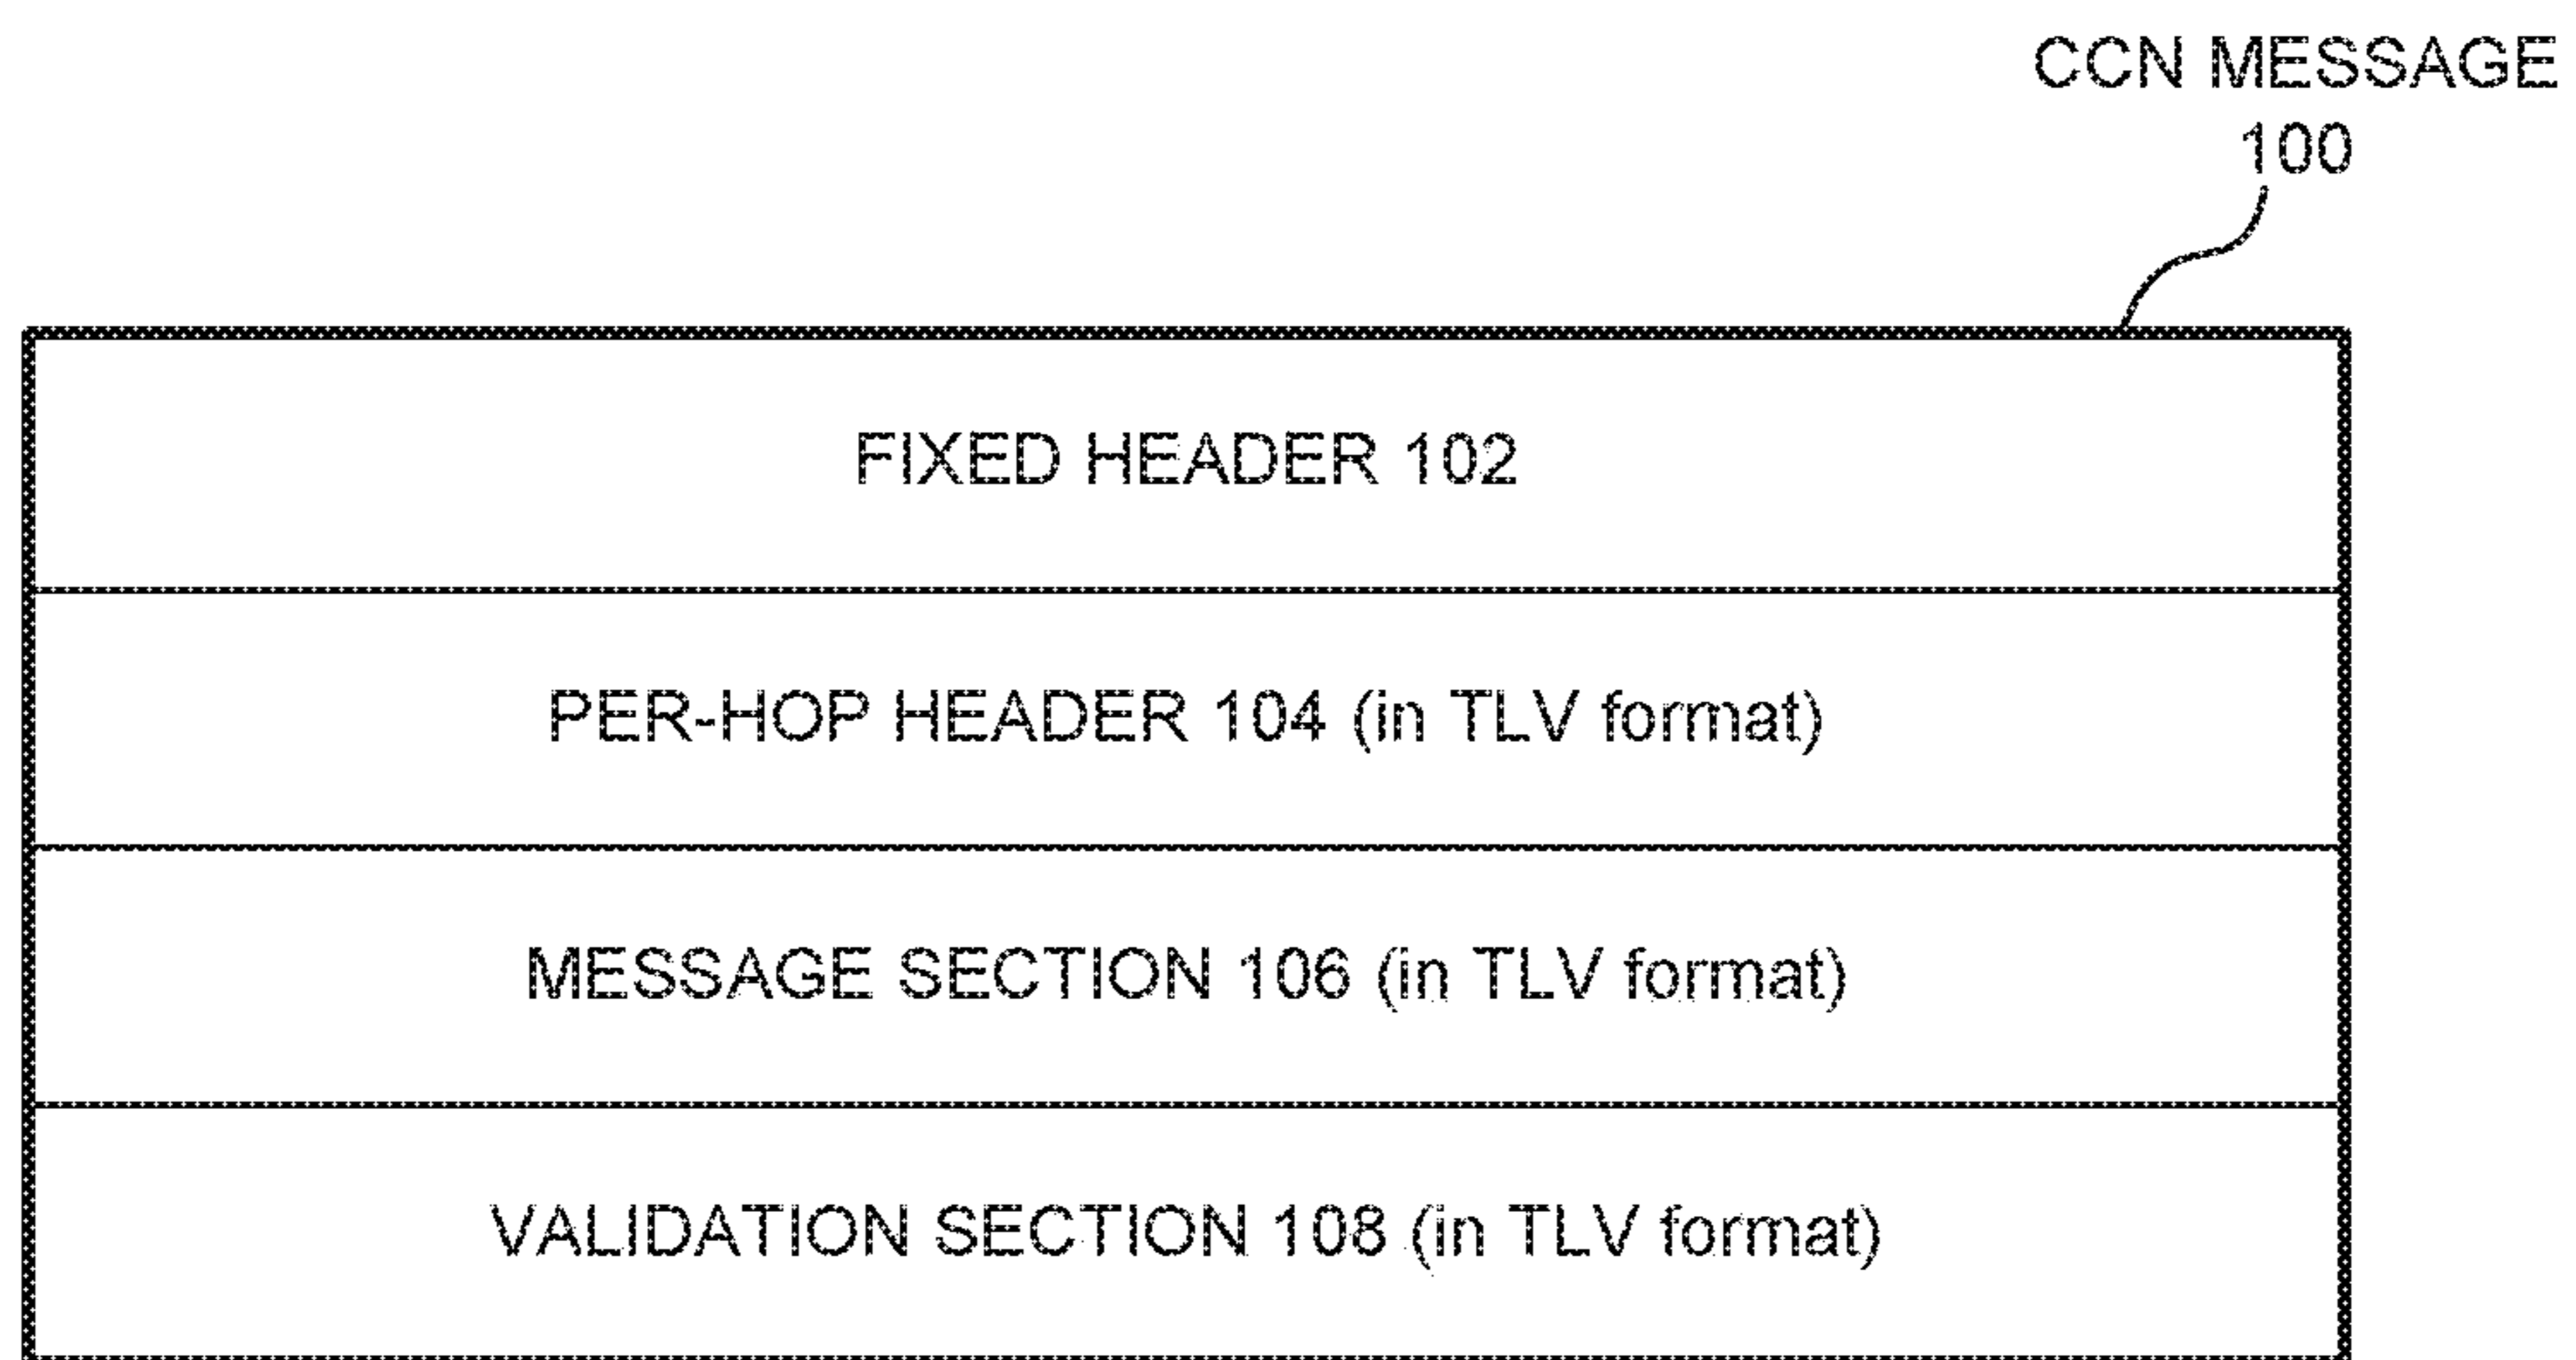 CCN MESSAGE
100
FIXED HEADER 102
PER-HOP HEADER 104 (in TLV format)
MESSAGE SECTION 106 (in TLV format)
VALIDATION SECTION 108 (in TLV format)